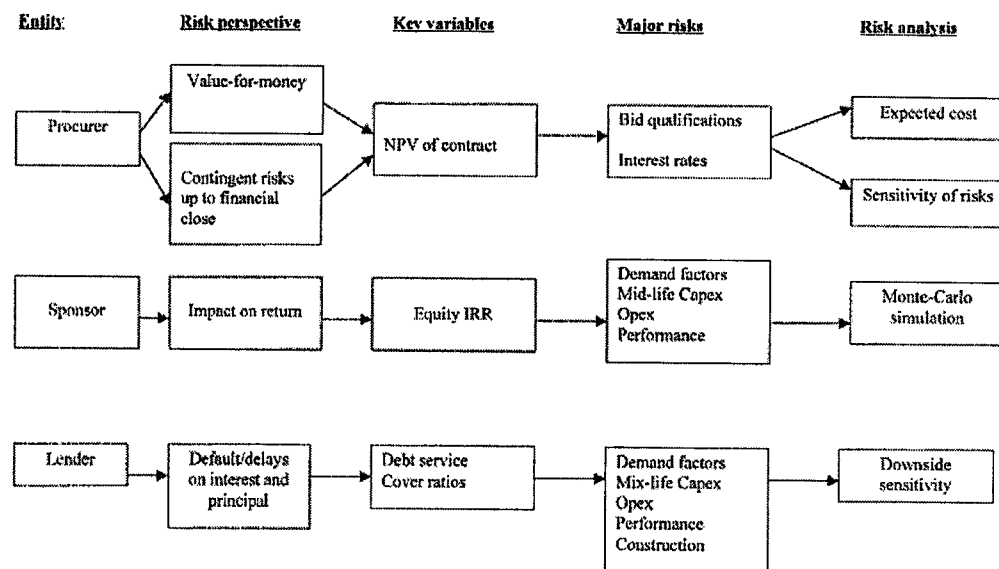 Entity
Risk perspective
Key variables
Major risks
Risk analysis
Procurer
Value-for-money
Contingent risks
up to financial
close
NPV of contract
Bid qualifications
Interest rates
Expected cost
Sensitivity of risks
Sponsor
Impact on return
Equity IRR
Demand factors
Mid-life Capex
Opex
Performance
Monte-Carlo
simulation
Lender
Default/delays
on interest and
principal
Debt service
Cover ratios
Demand factors
Mix-life Capex
Opex
Performance
Construction
Downside
sensitivity